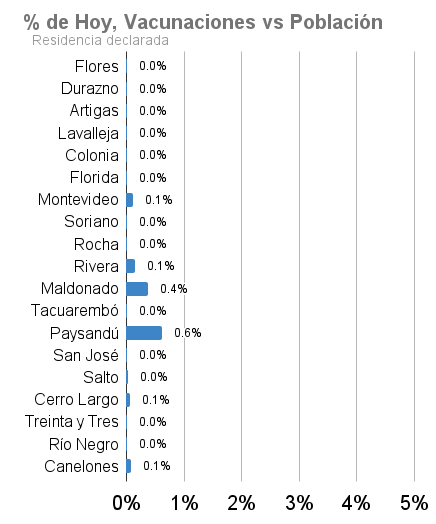 % de Hoy, Vacunaciones vs Población
Residencia declarada
Flores 0.0%
Durazno 0.0%
Artigas 0.0%
Lavalleja 0.0%
Colonia 0.0%
Florida 0.0%
Montevideo 0.1%
Soriano 0.0%
Rocha 0.0%
Rivera 0.1%
Maldonado 0.4%
Tacuarembó 0.0%
Paysandú 0.6%
San José 0.0%
Salto 0.0%
Cerro Largo 0.1%
Treinta y Tres 0.0%
Río Negro 0.0%
Canelones 0.1%
0% 1% 2% 3% 4% 5%